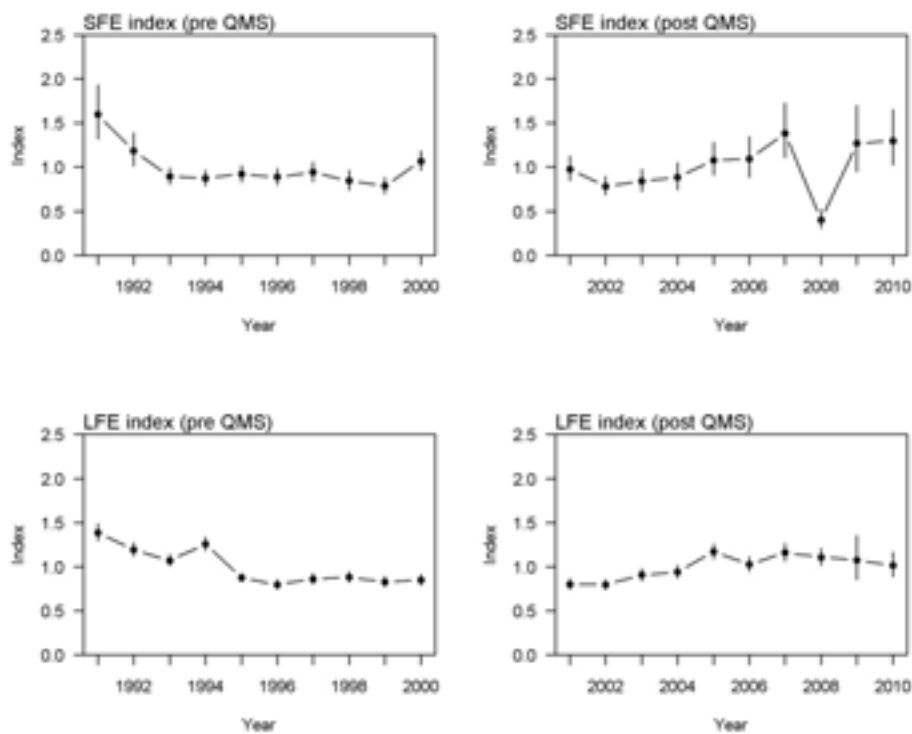 SFE index (pre QMS)
2.5
2.0
1.5
1.0
0.5
0.0
Index
1992 1994 1996 1998 2000
Year
SFE index (post QMS)
2.5
2.0
1.5
1.0
0.5
0.0
Index
2002 2004 2006 2008 2010
Year
LFE index (pre QMS)
2.5
2.0
1.5
1.0
0.5
0.0
Index
1992 1994 1996 1998 2000
Year
LFE index (post QMS)
2.5
2.0
1.5
1.0
0.5
0.0
Index
2002 2004 2006 2008 2010
Year